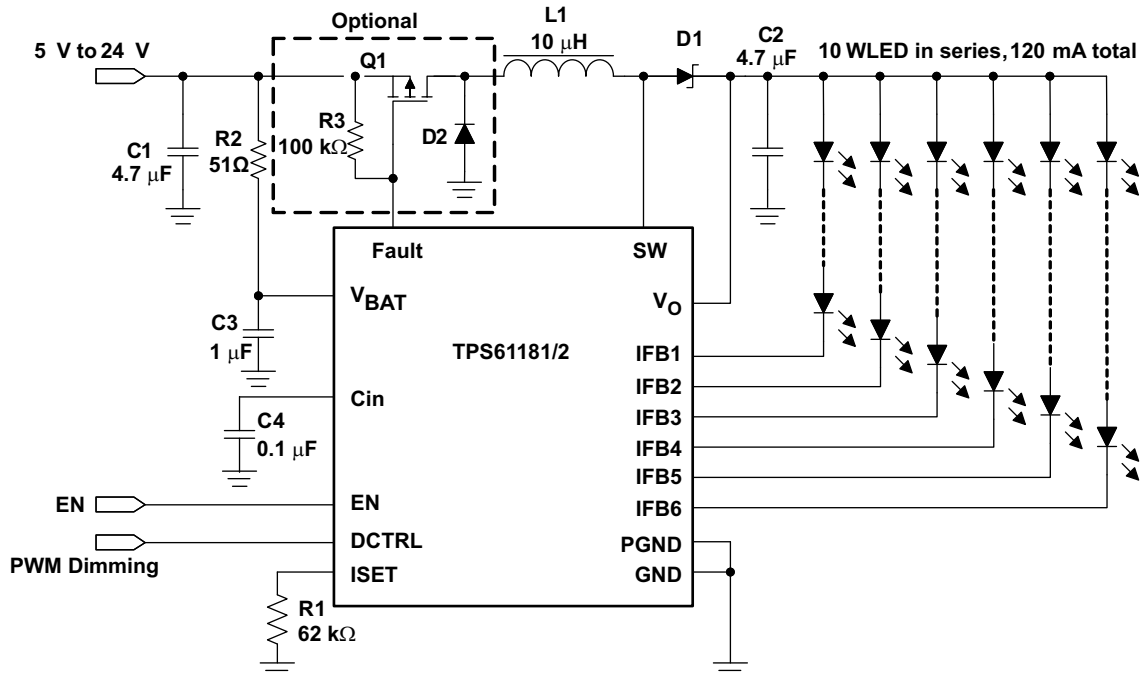 Optional
5 V to 24 V
Q1
L1
10 μH
D1
C2
4.7 μF
10 WLED in series, 120 mA total
R3
100 kΩ
D2
R2
51Ω
C1
4.7 μF
Fault
SW
VBAT
VO
C3
1 μF
TPS61181/2
IFB1
IFB2
IFB3
IFB4
IFB5
IFB6
Cin
C4
0.1 μF
EN
EN
DCTRL
PWM Dimming
ISET
PGND
GND
R1
62 kΩ